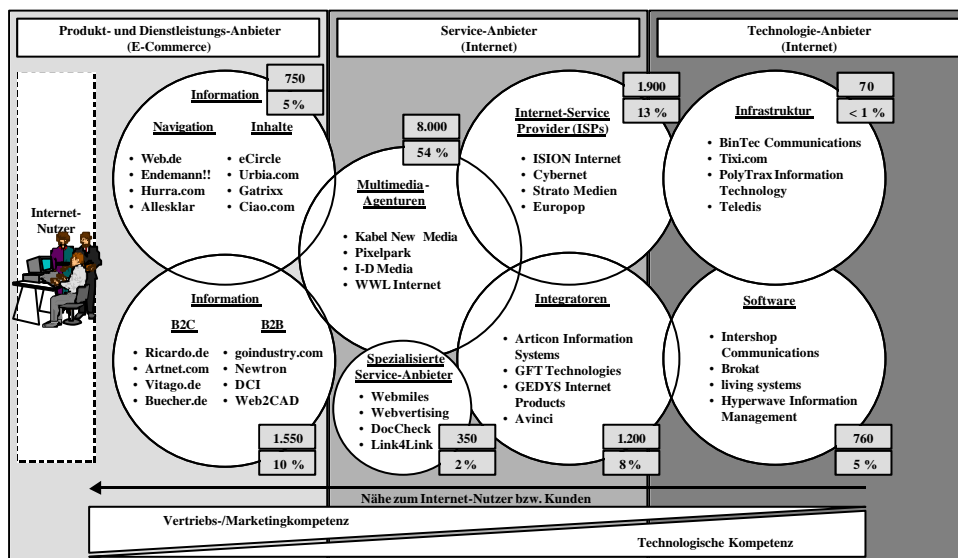 Produkt- und Dienstleistungs-Anbieter
(E-Commerce)
Service-Anbieter
(Internet)
Technologie-Anbieter
(Internet)
Internet-
Nutzer
750
5 %
Information
Navigation
Inhalte
• Web.de
• Endemann!!
• Hurra.com
• Allesklar
• eCircle
• Urbia.com
• Gatrixx
• Ciao.com
8.000
54 %
Multimedia-
Agenturen
• Kabel New Media
• Pixelpark
• I-D Media
• WWL Internet
1.900
13 %
Internet-Service
Provider (ISPs)
• ISION Internet
• Cybernet
• Strato Medien
• Europop
70
< 1 %
Infrastruktur
• BinTec Communications
• Tixi.com
• PolyTrax Information
Technology
• Teledis
Information
B2C
B2B
• Ricardo.de
• Artnet.com
• Vitago.de
• Buecher.de
• goindustry.com
• Newtron
• DCI
• Web2CAD
1.550
10 %
Spezialisierte
Service-Anbieter
• Webmiles
• Webvertising
• DocCheck
• Link4Link
350
2 %
Integratoren
• Articon Information
Systems
• GFT Technologies
• GEDYS Internet
Products
• Avinci
1.200
8 %
Software
• Intershop
Communications
• Brokat
• living systems
• Hyperwave Information
Management
760
5 %
Nähe zum Internet-Nutzer bzw. Kunden
Vertriebs-/Marketingkompetenz
Technologische Kompetenz